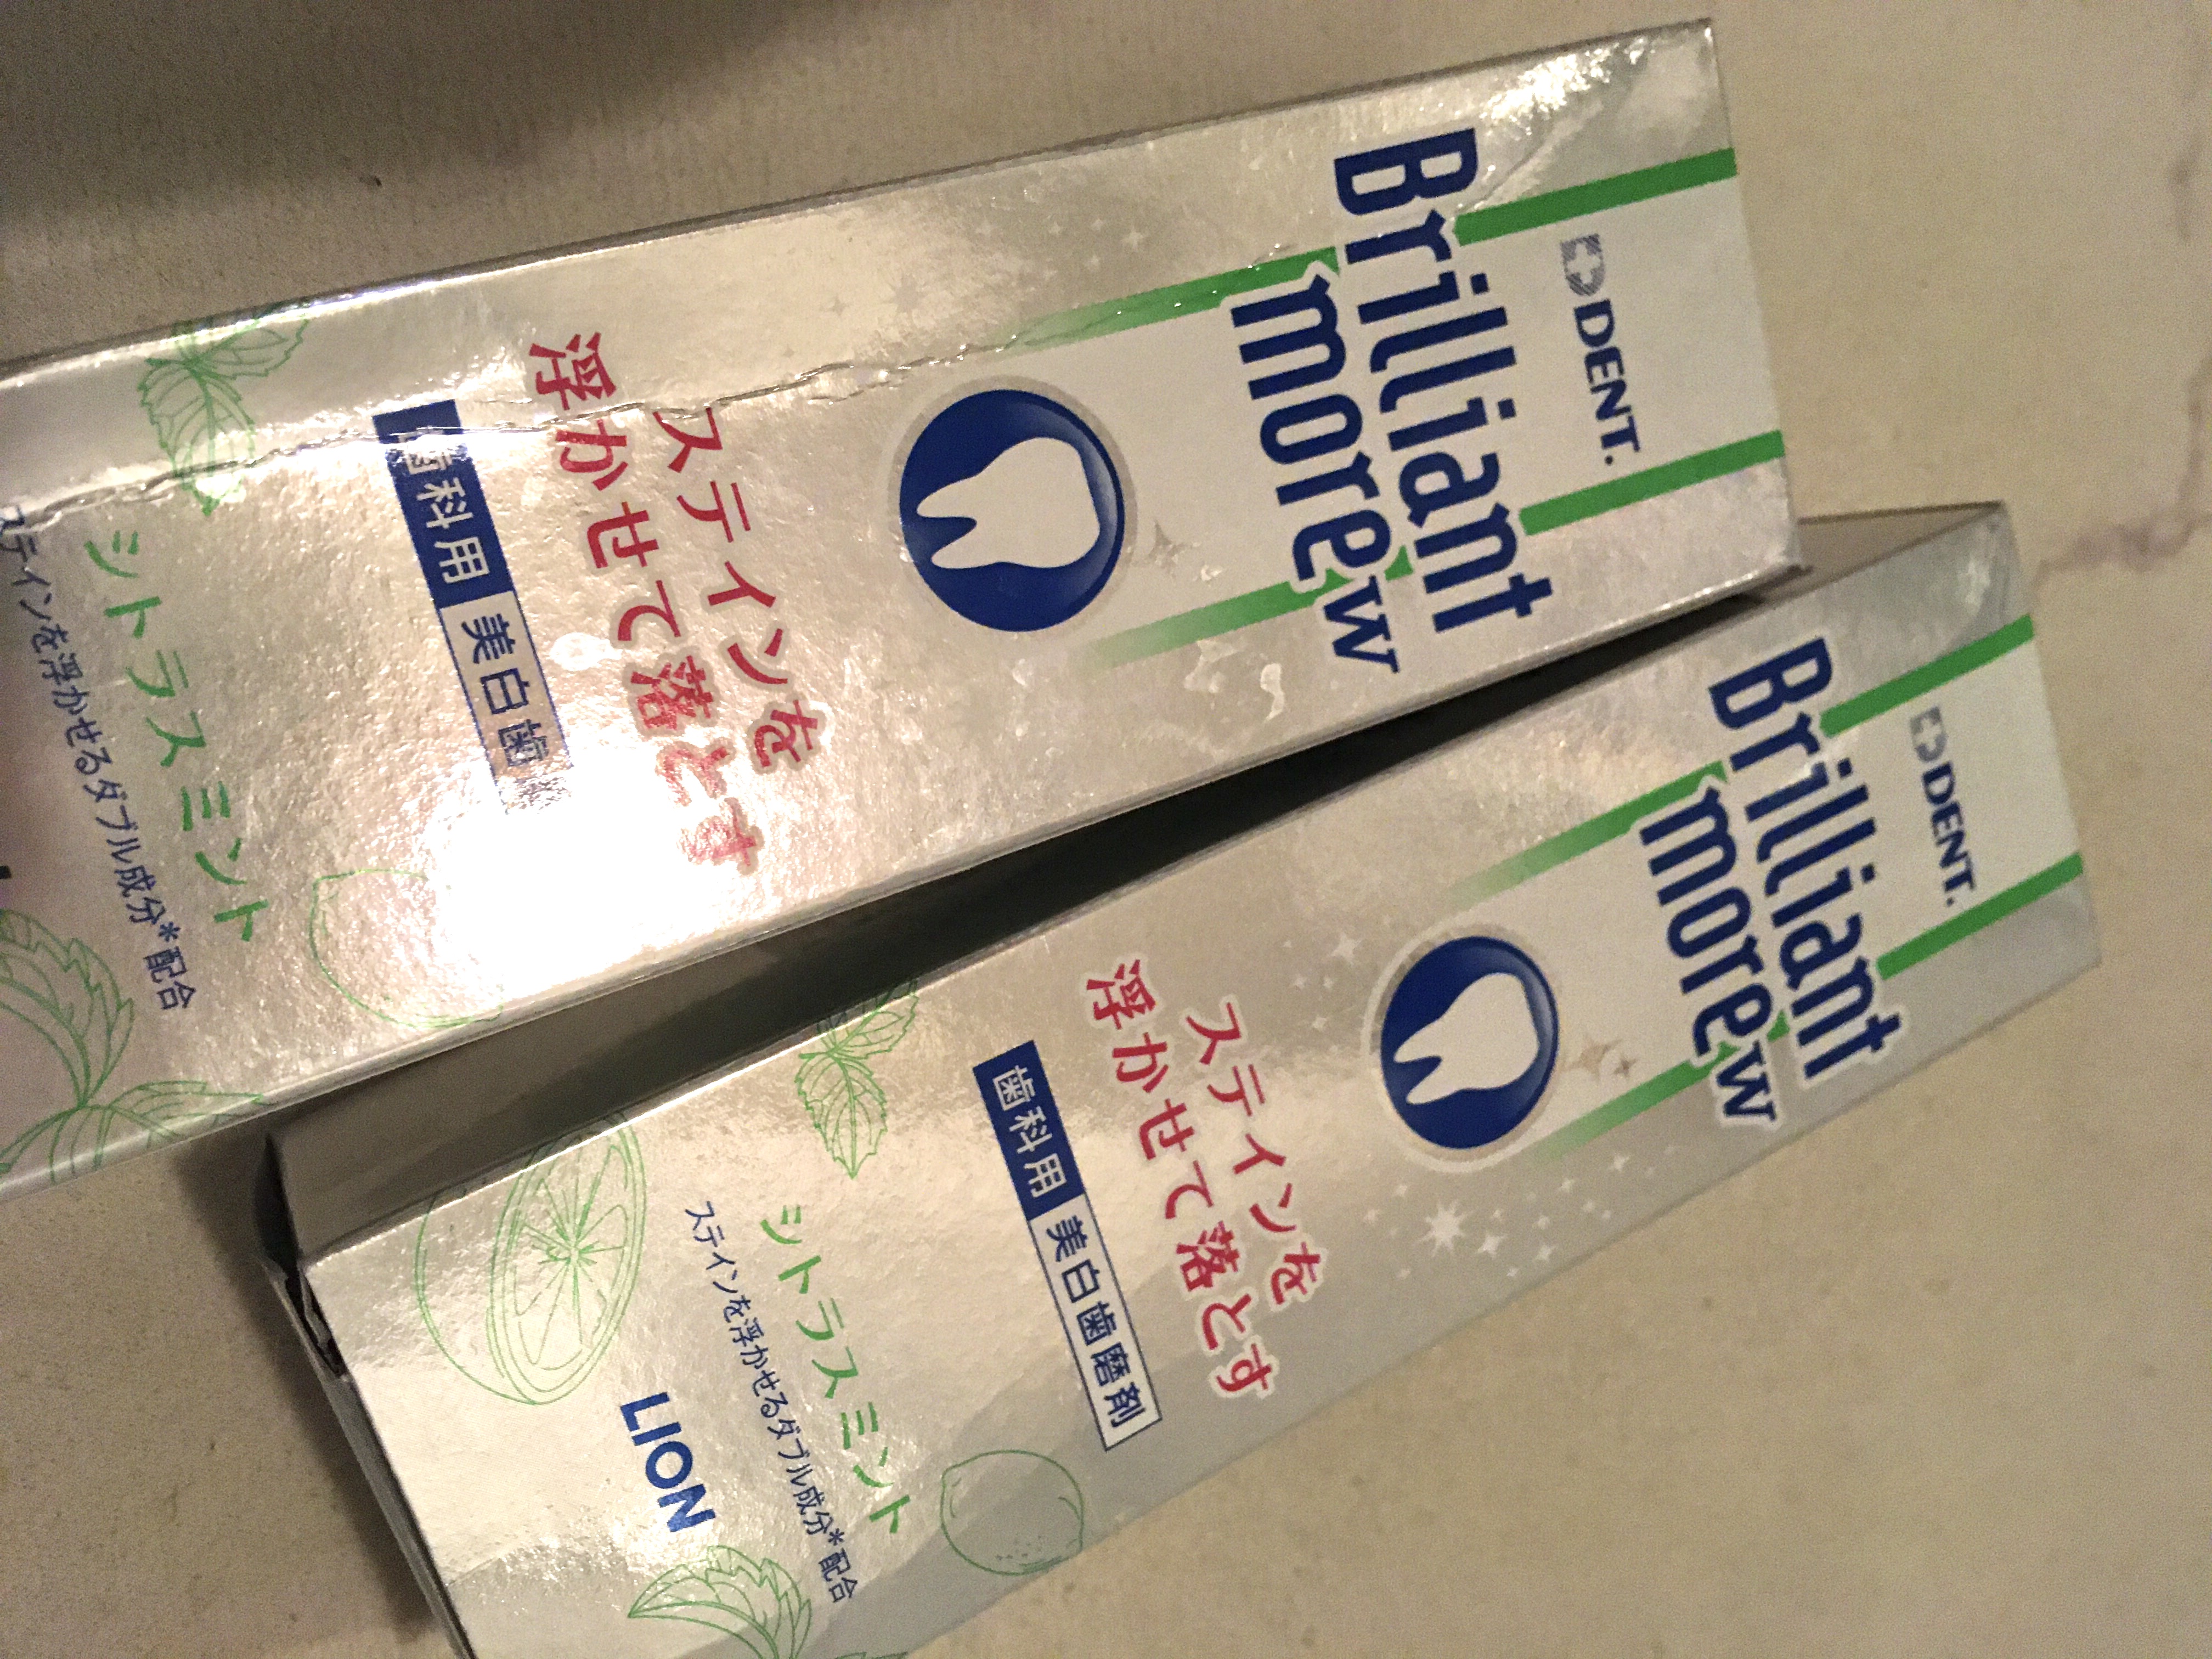 DENT.
Brilliant
more w
ステインを
浮かせて落とす
歯科用 美白歯
シトラスミント
ステインを浮かせるダブル成分*配合
DENT.
Brilliant
more w
ステインを
浮かせて落とす
歯科用 美白歯磨剤
シトラスミント
ステインを浮かせるダブル成分*配合
LION